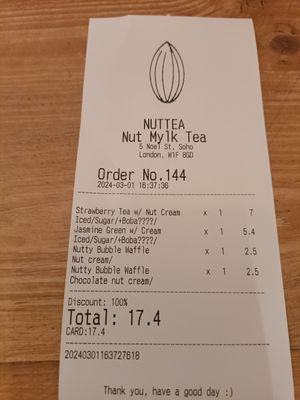 NUTTEA
Nut Mylk Tea
5 Noel St, Soho
London, W1F 8GD
Order No.144
2024-03-01 16:37:36
Strawberry Tea w/ Nut Cream x 1 7
Iced/Sugar/+Boba????/
Jasmine Green w/ Cream x 1 5.4
Iced/Sugar/+Boba????/
Nutty Bubble Waffle x 1 2.5
Nut cream/
Nutty Bubble Waffle x 1 2.5
Chocolate nut cream/
Discount: 100%
Total: 17.4
CARD:17.4
20240301163727618
Thank you, have a good day :)